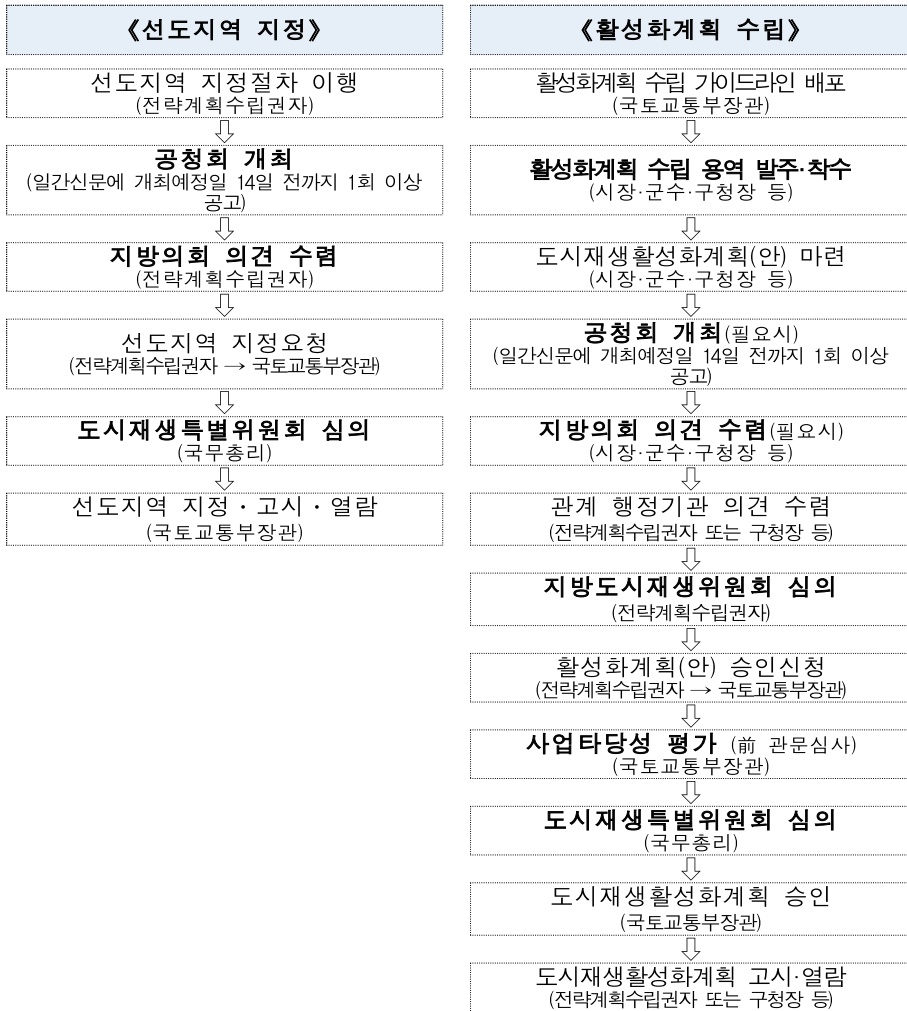 《선도지역 지정》
선도지역 지정절차 이행
(전략계획수립권자)
공청회 개최
(일간신문에 개최예정일 14일 전까지 1회 이상
공고)
지방의회 의견 수렴
(전략계획수립권자)
선도지역 지정요청
(전략계획수립권자 → 국토교통부장관)
도시재생특별위원회 심의
(국무총리)
선도지역 지정·고시·열람
(국토교통부장관)
《활성화계획 수립》
활성화계획 수립 가이드라인 배포
(국토교통부장관)
활성화계획 수립 용역 발주·착수
(시장·군수·구청장 등)
도시재생활성화계획(안) 마련
(시장·군수·구청장 등)
공청회 개최(필요시)
(일간신문에 개최예정일 14일 전까지 1회 이상
공고)
지방의회 의견 수렴(필요시)
(시장·군수·구청장 등)
관계 행정기관 의견 수렴
(전략계획수립권자 또는 구청장 등)
지방도시재생위원회 심의
(전략계획수립권자)
활성화계획(안) 승인신청
(전략계획수립권자 → 국토교통부장관)
사업타당성 평가 (前 관문심사)
(국토교통부장관)
도시재생특별위원회 심의
(국무총리)
도시재생활성화계획 승인
(국토교통부장관)
도시재생활성화계획 고시·열람
(전략계획수립권자 또는 구청장 등)